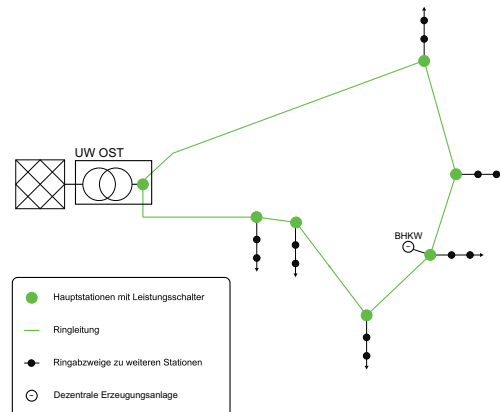 UW OST
BHKW
Hauptstationen mit Leistungsschalter
Ringleitung
Ringabzweige zu weiteren Stationen
Dezentrale Erzeugungsanlage